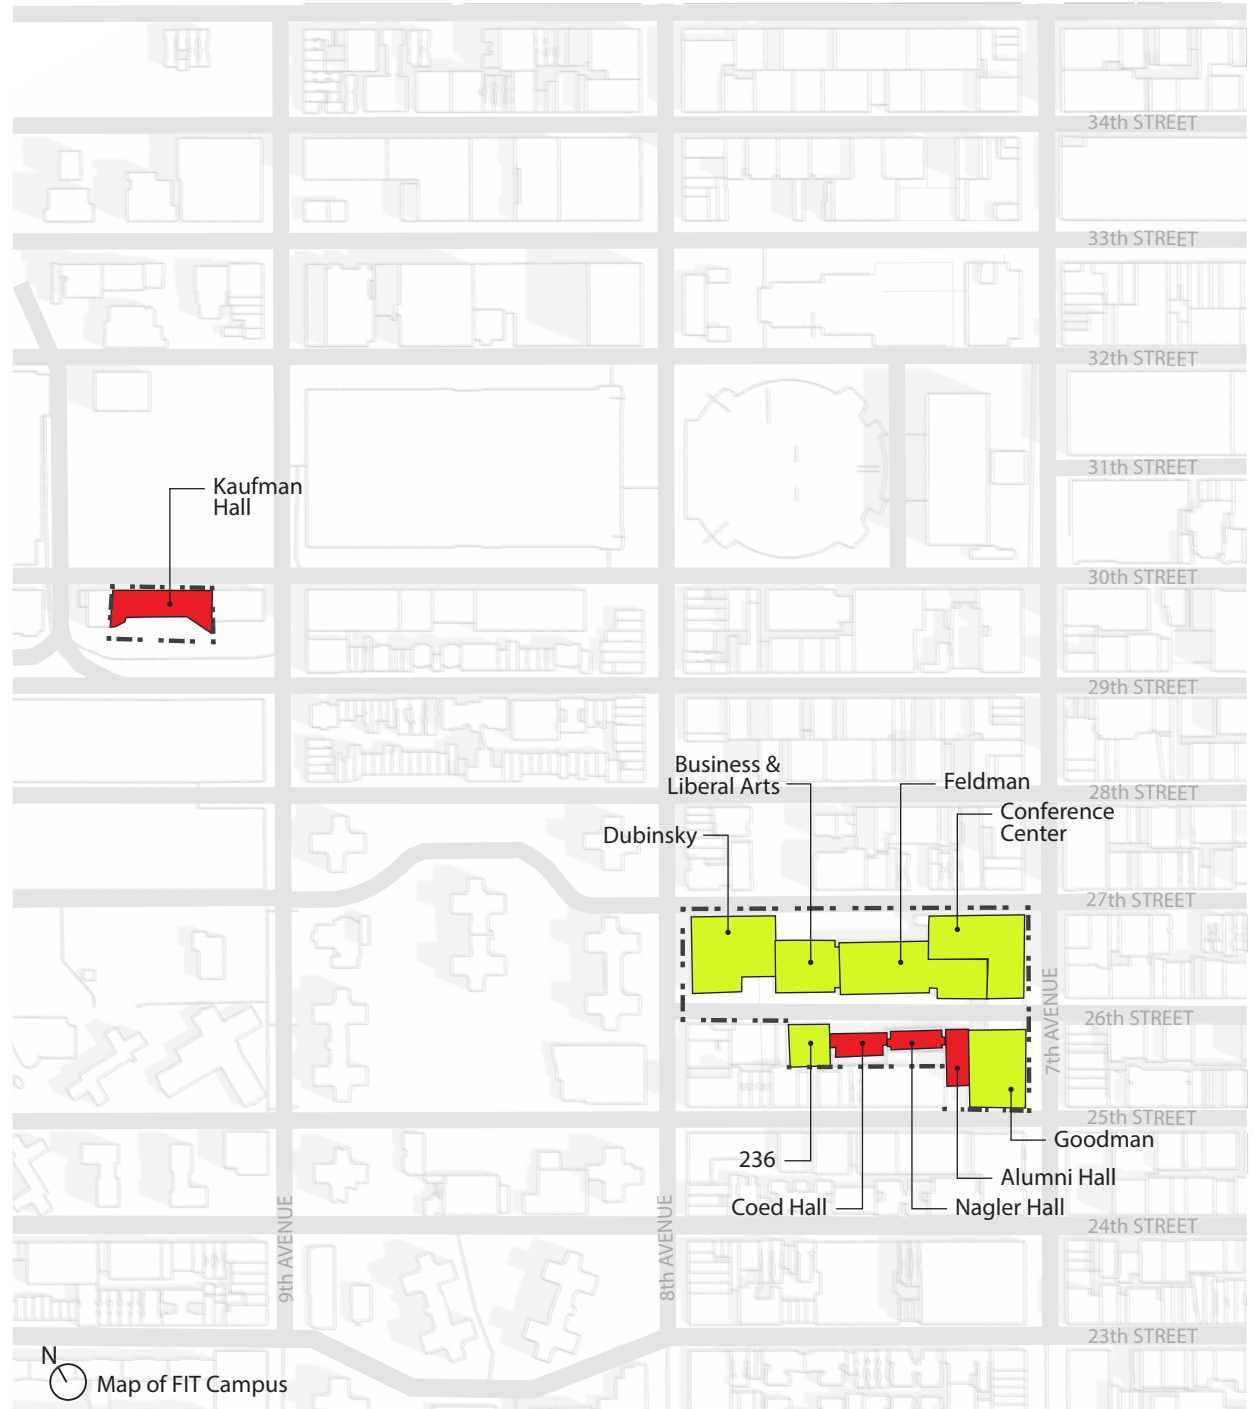 34th STREET
33th STREET
32th STREET
31th STREET
Kaufman
Hall
30th STREET
29th STREET
Business &
Liberal Arts
Feldman
28th STREET
Conference
Center
Dubinsky
27th STREET
7th AVENUE
26th STREET
25th STREET
Goodman
236
Alumni Hall
Coed Hall
Nagler Hall
9th AVENUE
8th AVENUE
24th STREET
23th STREET
N
Map of FIT Campus